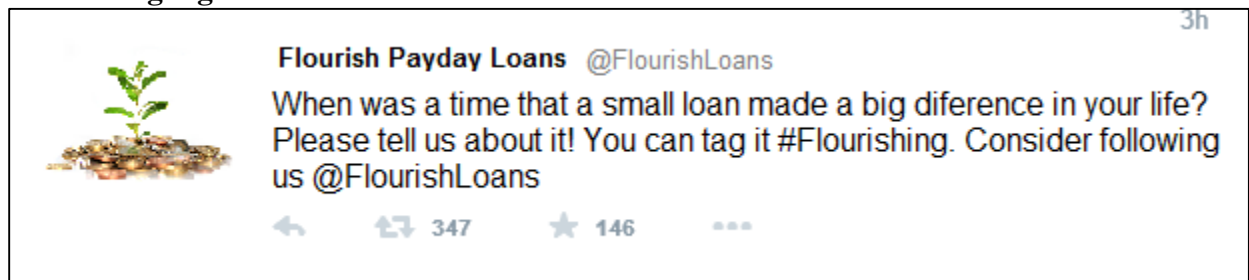 3h
Flourish Payday Loans @FlourishLoans
When was a time that a small loan made a big diference in your life?
Please tell us about it! You can tag it #Flourishing. Consider following
us @FlourishLoans
347 146